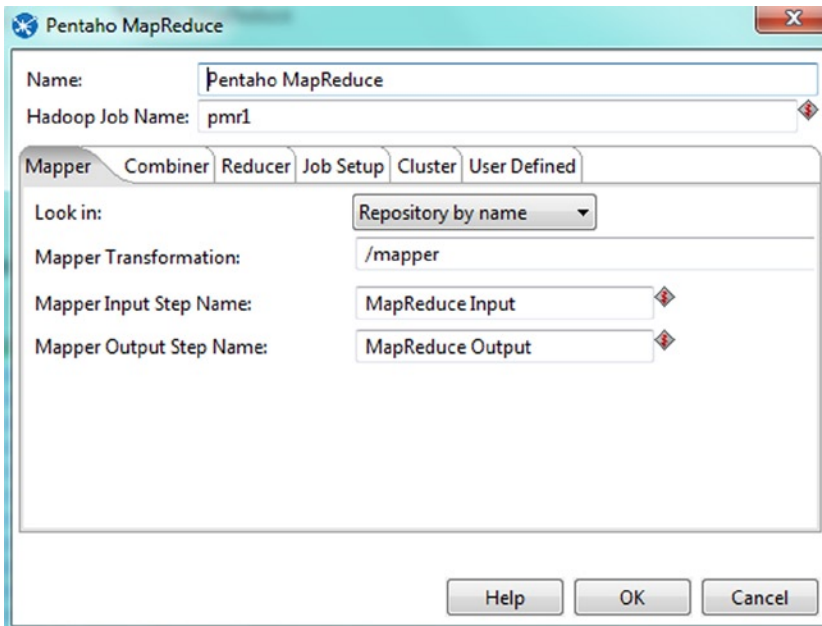 Pentaho MapReduce
Name: Pentaho MapReduce
Hadoop Job Name: pmr1
Mapper Combiner Reducer Job Setup Cluster User Defined
Look in: Repository by name
Mapper Transformation: /mapper
Mapper Input Step Name: MapReduce Input
Mapper Output Step Name: MapReduce Output
Help OK Cancel